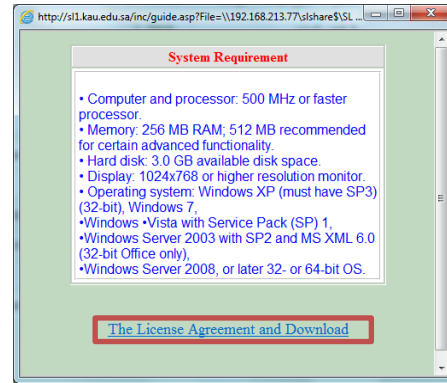 http://sl1.kau.edu.sa/inc/guide.asp?File=\\192.168.213.77\slshare$\SL ...
System Requirement
• Computer and processor: 500 MHz or faster
processor.
• Memory: 256 MB RAM; 512 MB recommended
for certain advanced functionality.
• Hard disk: 3.0 GB available disk space.
• Display: 1024x768 or higher resolution monitor.
• Operating system: Windows XP (must have SP3)
(32-bit), Windows 7,
•Windows •Vista with Service Pack (SP) 1,
•Windows Server 2003 with SP2 and MS XML 6.0
(32-bit Office only),
•Windows Server 2008, or later 32- or 64-bit OS.
The License Agreement and Download